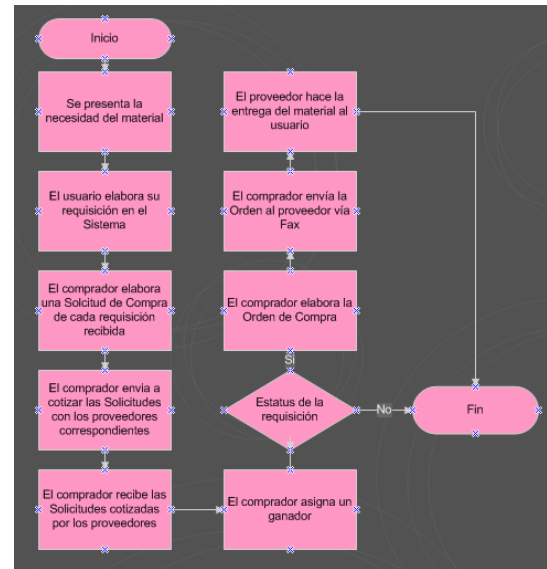 Inicio
Se presenta la
necesidad del material
El usuario elabora su
requisición en el
Sistema
El comprador elabora
una Solcitud de Compra
de cada requisición
recibida
El comprador envia a
cotizar las Solicitudes
con los proveedores
correspondientes
El comprador recibe las
Solicitudes cotizadas
por los proveedores
El comprador asigna un
ganador
Estatus de la
requisición
Si
No
El comprador elabora la
Orden de Compra
El comprador envía la
Orden al proveedor vía
Fax
El proveedor hace la
entrega del material al
usuario
Fin